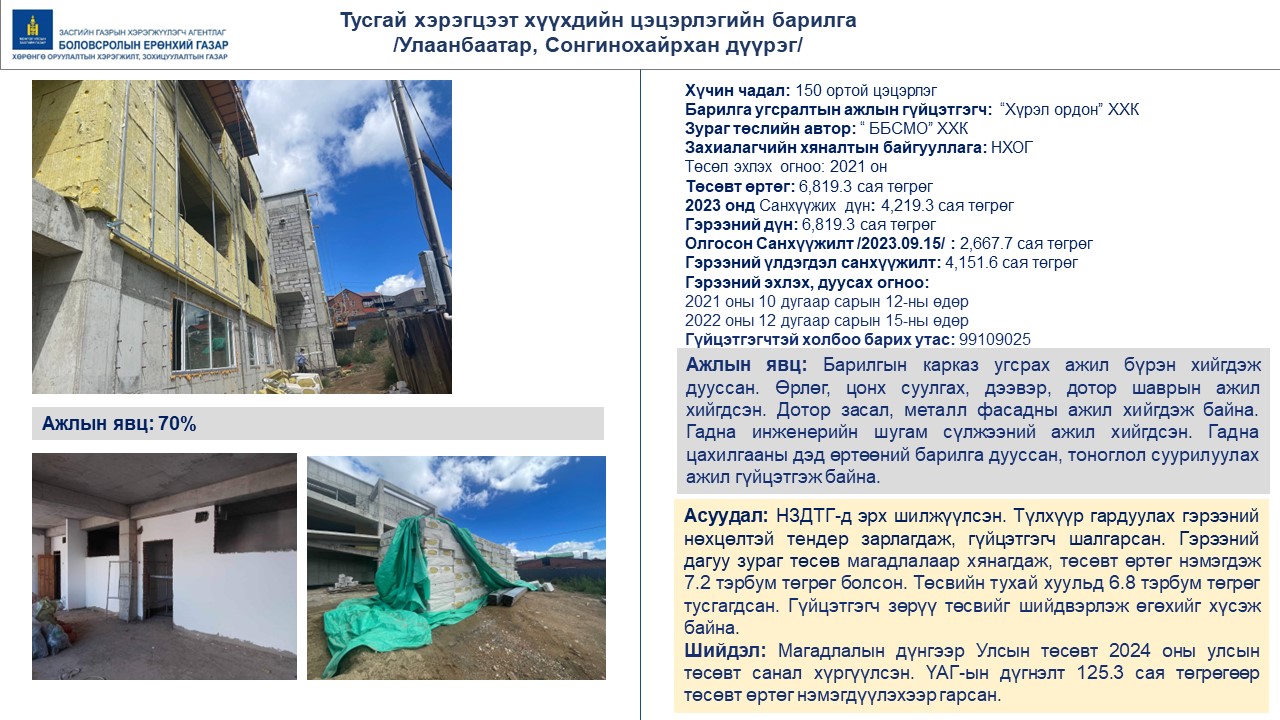 ЗАСГИЙН ГАЗРЫН ХЭРЭГЖҮҮЛЭГЧ АГЕНТЛАГ
БОЛОВСРОЛЫН ЕРӨНХИЙ ГАЗАР
ХӨРӨНГӨ ОРУУЛАЛТЫН ХЭРЭГЖИЛТ, ЗОХИЦУУЛАЛТЫН ГАЗАР
Тусгай хэрэгцээт хүүхдийн цэцэрлэгийн барилга
/Улаанбаатар, Сонгинохайрхан дүүрэг/
Ажлын явц: 70%
Хүчин чадал: 150 ортой цэцэрлэг
Барилга угсралтын ажлын гүйцэтгэгч: “Хүрэл ордон” ХХК
Зураг төслийн автор: “ ББСМО” ХХК
Захиалагчийн хяналтын байгууллага: НХОГ
Төсөл эхлэх огноо: 2021 он
Төсөвт өртөг: 6,819.3 сая төгрөг
2023 онд Санхүүжих дүн: 4,219.3 сая төгрөг
Гэрээний дүн: 6,819.3 сая төгрөг
Олгосон Санхүүжилт /2023.09.15/ : 2,667.7 сая төгрөг
Гэрээний үлдэгдэл санхүүжилт: 4,151.6 сая төгрөг
Гэрээний эхлэх, дуусах огноо:
2021 оны 10 дугаар сарын 12-ны өдөр
2022 оны 12 дугаар сарын 15-ны өдөр
Гүйцэтгэгчтэй холбоо барих утас: 99109025
Ажлын явц: Барилгын карказ угсрах ажил бүрэн хийгдэж
дууссан. Өрлөг, цонх суулгах, дээвэр, дотор шаврын ажил
хийгдсэн. Дотор засал, металл фасадны ажил хийгдэж байна.
Гадна инженерийн шугам сүлжээний ажил хийгдсэн. Гадна
цахилгааны дэд өртөөний барилга дууссан, тоноглол суурилуулах
ажил гүйцэтгэж байна.
Асуудал: НЗДТГ-д эрх шилжүүлсэн. Түлхүүр гардуулах гэрээний
нөхцөлтэй тендер зарлагдаж, гүйцэтгэгч шалгарсан. Гэрээний
дагуу зураг төсөв магадлалаар хянагдаж, төсөвт өртөг нэмэгдэж
7.2 тэрбум төгрөг болсон. Төсвийн тухай хуульд 6.8 тэрбум төгрөг
тусгагдсан. Гүйцэтгэгч зөрүү төсвийг шийдвэрлэж өгөхийг хүсэж
байна.
Шийдэл: Магадлалын дүнгээр Улсын төсөвт 2024 оны улсын
төсөвт санал хүргүүлсэн. ҮАГ-ын дүгнэлт 125.3 сая төгрөгөөр
төсөвт өртөг нэмэгдүүлэхээр гарсан.